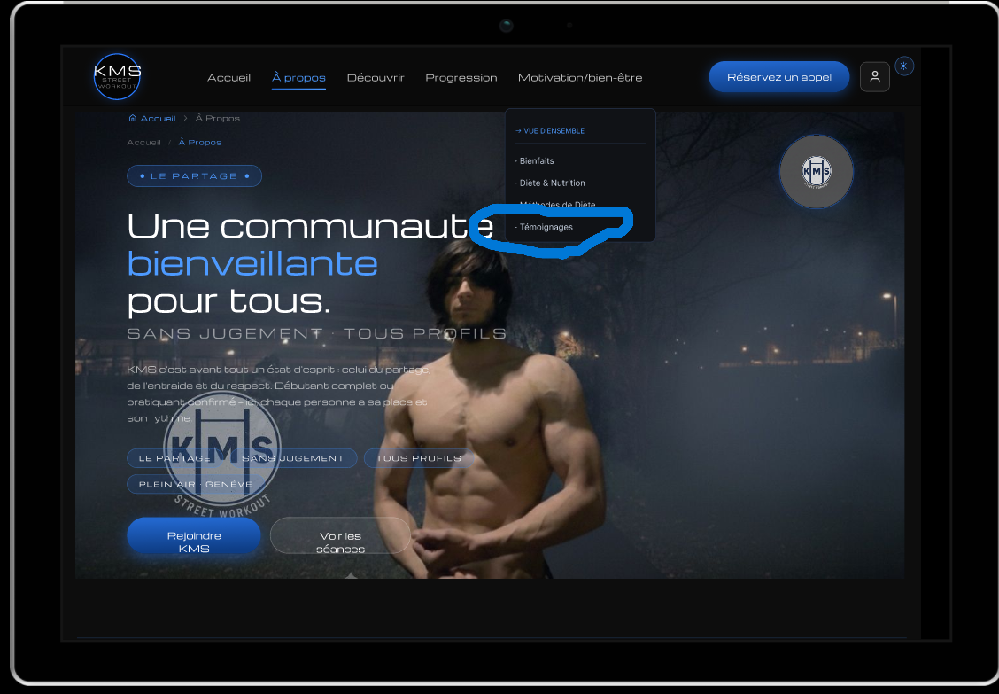 KMS
STREET
WORKOUT
Accueil
À propos
Découvrir
Progression
Motivation/bien-être
Réservez un appel
Accueil > À Propos
Accueil / À Propos
• LE PARTAGE •
→ VUE D'ENSEMBLE
· Bienfaits
· Diète & Nutrition
· Méthodes de Diète
· Témoignages
KMS
STREET WORKOUT
Une communauté
bienveillante
pour tous.
SANS JUGEMENT · TOUS PROFILS
KMS c'est avant tout un état d'esprit : celui du partage,
de l'entraide et du respect. Débutant complet ou
pratiquant confirmé – ici, chaque personne a sa place et
son rythme.
KMS
STREET WORKOUT
LE PARTAGE
SANS JUGEMENT
TOUS PROFILS
PLEIN AIR · GENÈVE
Rejoindre
KMS
Voir les
séances